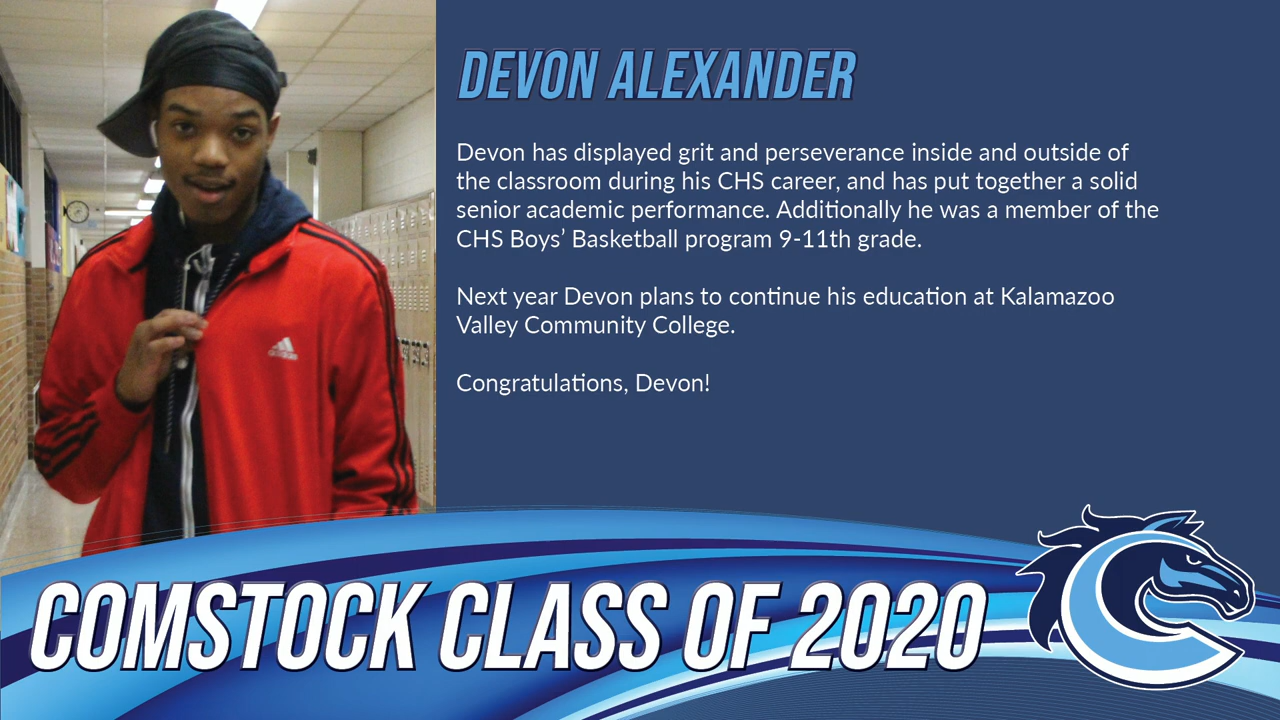 DEVON ALEXANDER
Devon has displayed grit and perseverance inside and outside of
the classroom during his CHS career, and has put together a solid
senior academic performance. Additionally he was a member of the
CHS Boys’ Basketball program 9-11th grade.
Next year Devon plans to continue his education at Kalamazoo
Valley Community College.
Congratulations, Devon!
adidas
COMSTOCK CLASS OF 2020
C